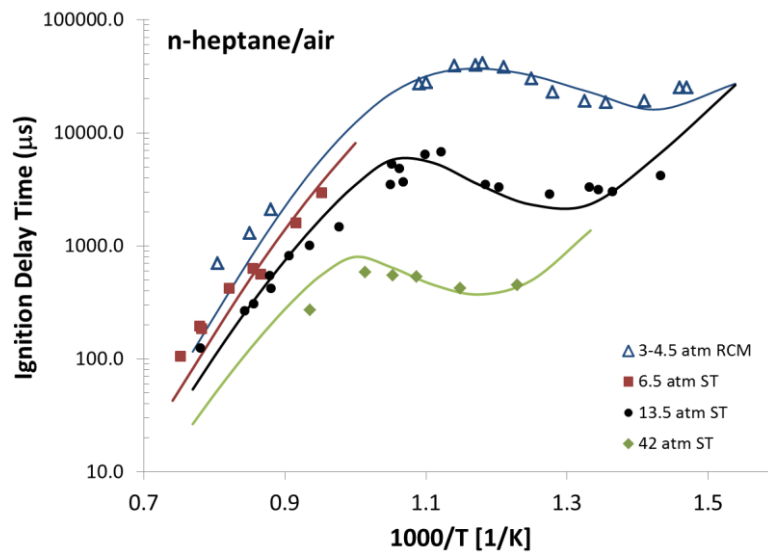 n-heptane/air
100000.0
10000.0
1000.0
100.0
10.0
Ignition Delay Time (μs)
3-4.5 atm RCM
6.5 atm ST
13.5 atm ST
42 atm ST
0.7 0.9 1.1 1.3 1.5
1000/T [1/K]